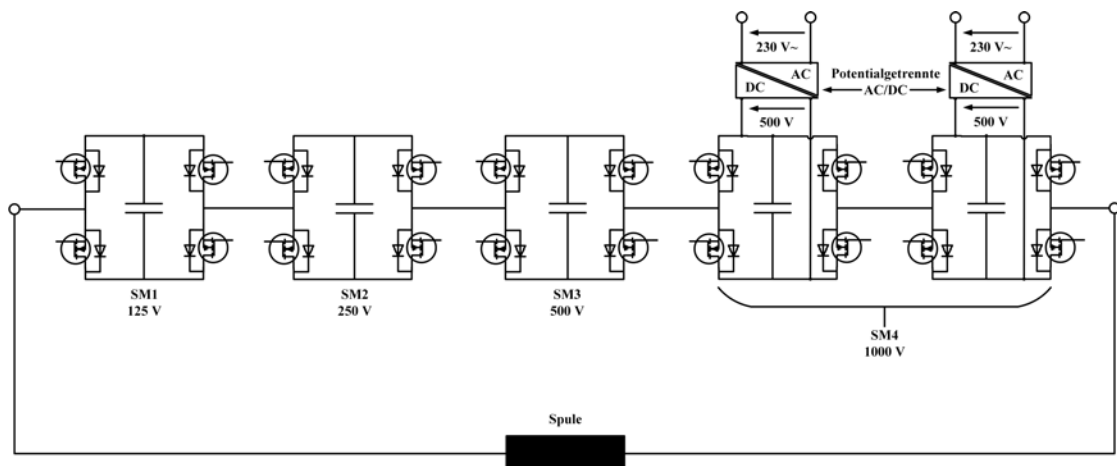 230 V~
230 V~
AC
DC
Potentialgetrennte
AC/DC
AC
DC
500 V
500 V
SM1
125 V
SM2
250 V
SM3
500 V
SM4
1000 V
Spule